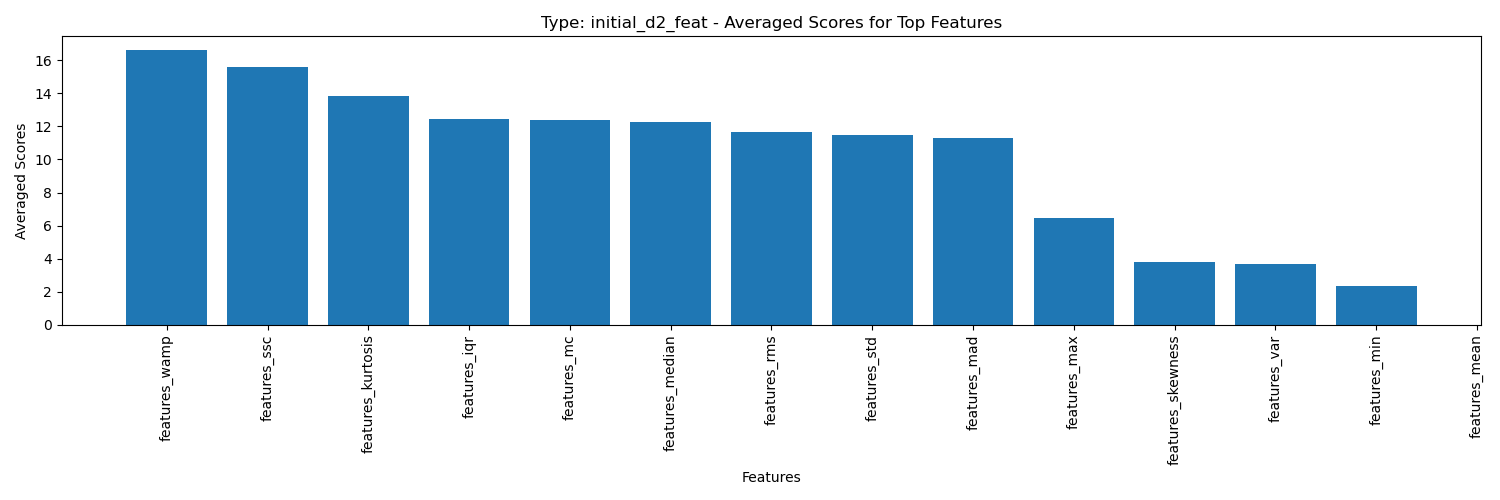 Type: initial_d2_feat - Averaged Scores for Top Features
Averaged Scores
16
14
12
10
8
6
4
2
0
features_wamp
features_ssc
features_kurtosis
features_iqr
features_mc
features_median
features_rms
features_std
features_mad
features_max
features_skewness
features_var
features_min
features_mean
Features